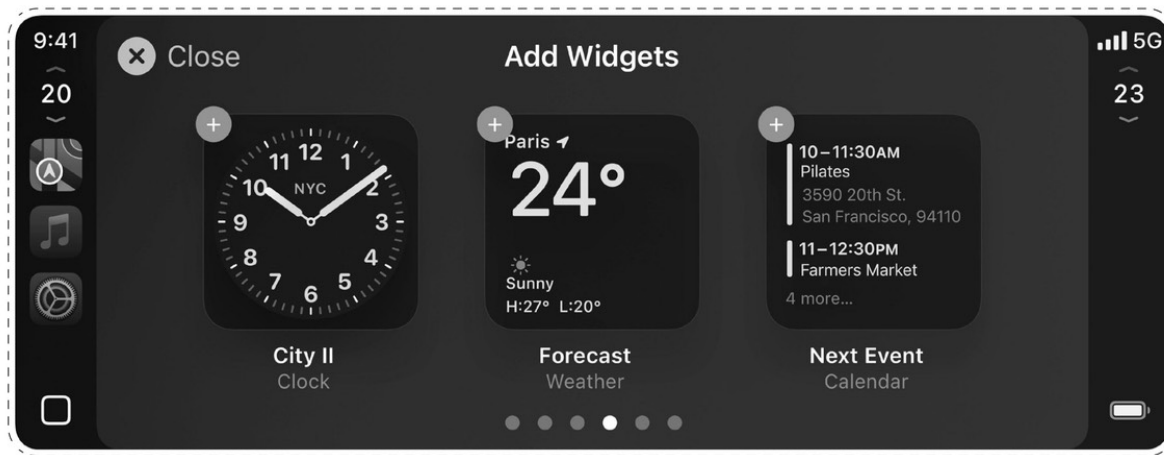 9:41
20
Close
Add Widgets
5G
23
12
1
2
3
4
5
6
7
8
9
10
11
NYC
City II
Clock
Paris
24°
Sunny
H:27° L:20°
Forecast
Weather
10–11:30AM
Pilates
3590 20th St.
San Francisco, 94110
11–12:30PM
Farmers Market
4 more...
Next Event
Calendar